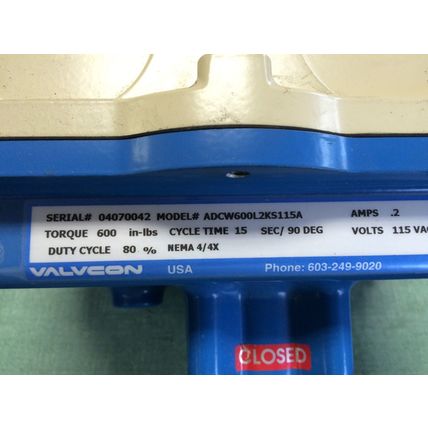 SERIAL# 04070042 MODEL# ADCW600L2KS115A AMPS .2
TORQUE 600 in-lbs CYCLE TIME 15 SEC/ 90 DEG VOLTS 115 VAC
DUTY CYCLE 80 % NEMA 4/4X
VALVCON USA Phone: 603-249-9020
CLOSED